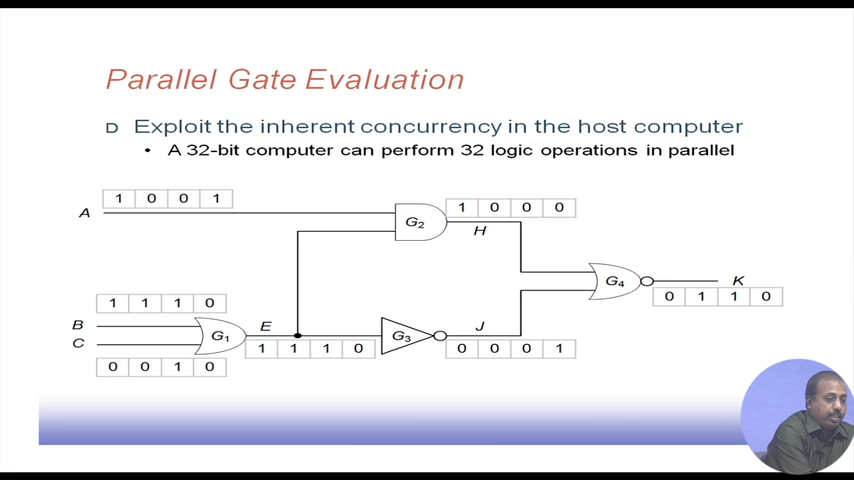 Parallel Gate Evaluation
D Exploit the inherent concurrency in the host computer
• A 32-bit computer can perform 32 logic operations in parallel
1 0 0 1
A
G2
1 0 0 0
H
G4
K
0 1 1 0
1 1 1 0
B
C
G1
E
1 1 1 0
G3
J
0 0 0 1
0 0 1 0